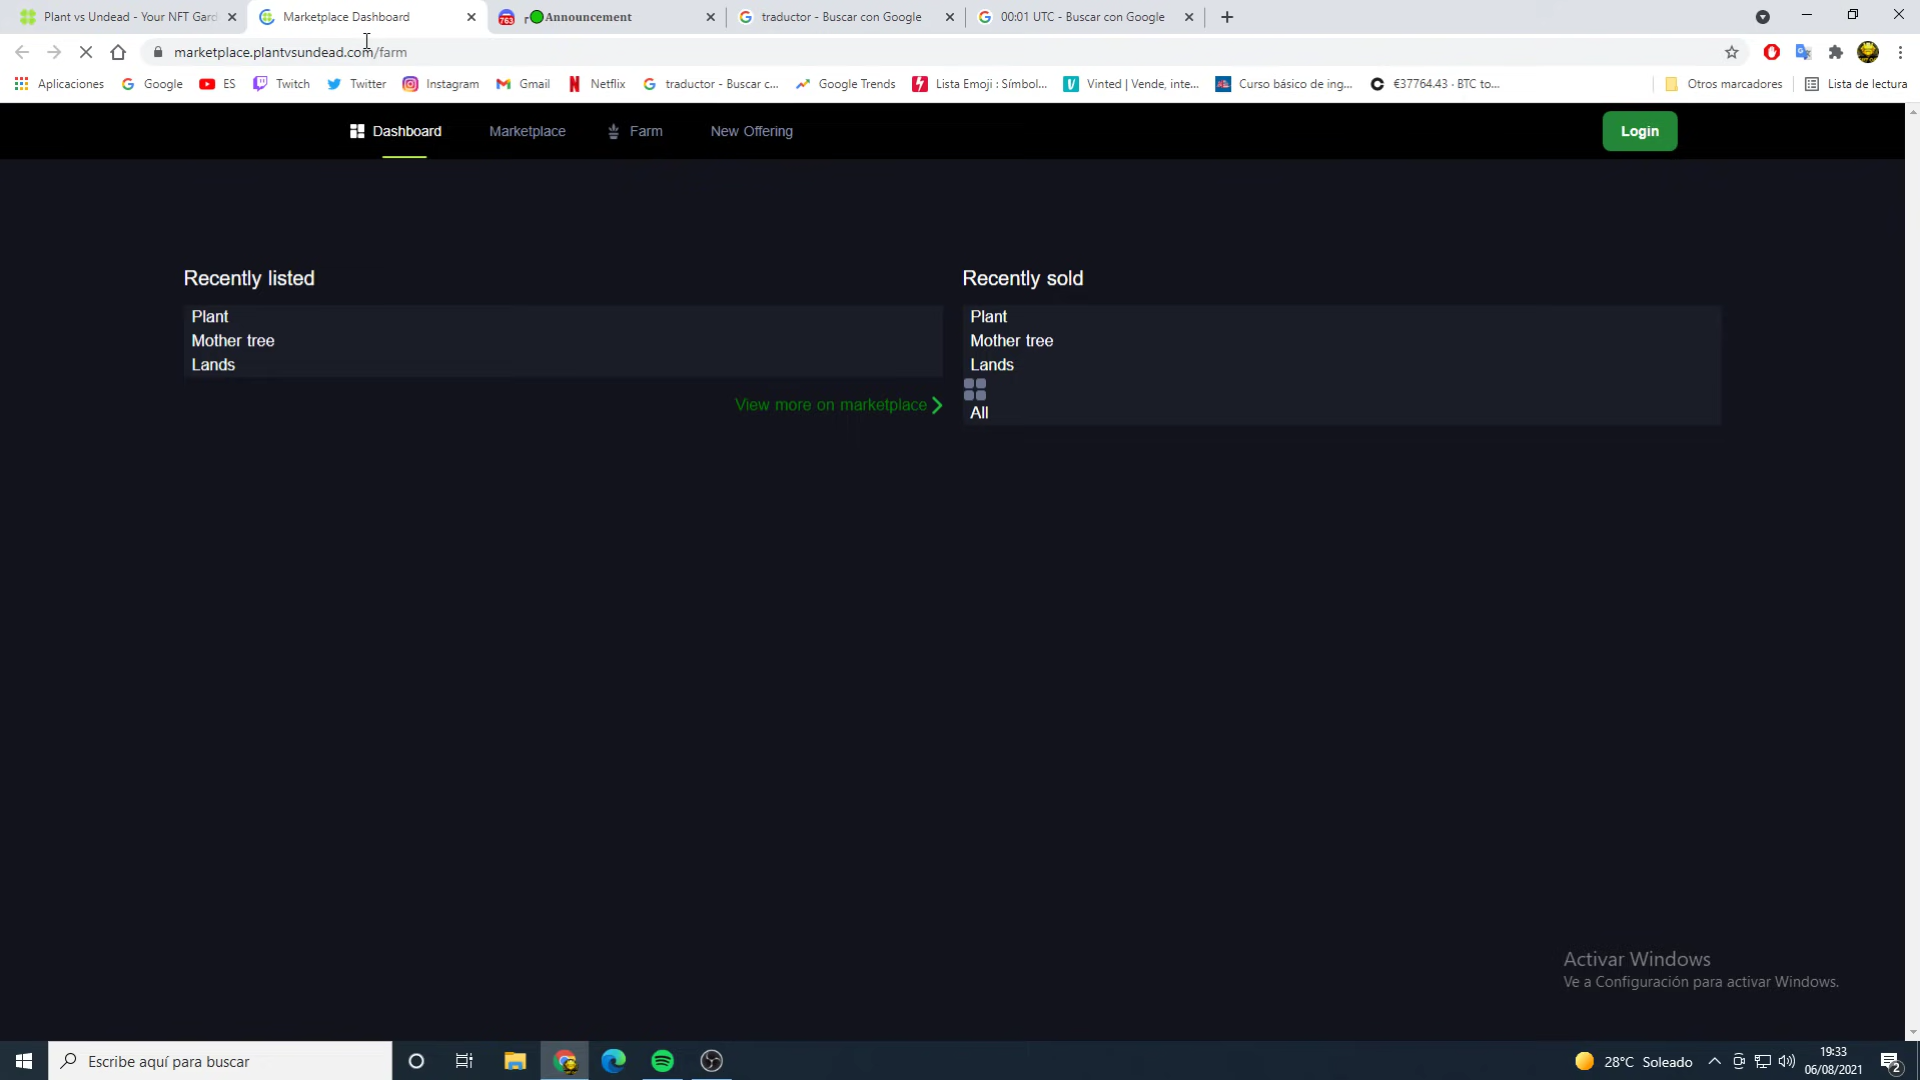 Plant vs Undead - Your NFT Gard
Marketplace Dashboard
763
Announcement
traductor - Buscar con Google
00:01 UTC - Buscar con Google
marketplace.plantvsundead.com/farm
Aplicaciones
Google
ES
Twitch
Twitter
Instagram
Gmail
Netflix
traductor - Buscar c...
Google Trends
Lista Emoji : Símbol...
Vinted | Vende, inte...
Curso básico de ing...
€37764.43 · BTC to...
Otros marcadores
Lista de lectura
Dashboard
Marketplace
Farm
New Offering
Login
Recently listed
Plant
Mother tree
Lands
View more on marketplace
Recently sold
Plant
Mother tree
Lands
All
Activar Windows
Ve a Configuración para activar Windows.
Escribe aquí para buscar
28°C Soleado
19:33
06/08/2021
2